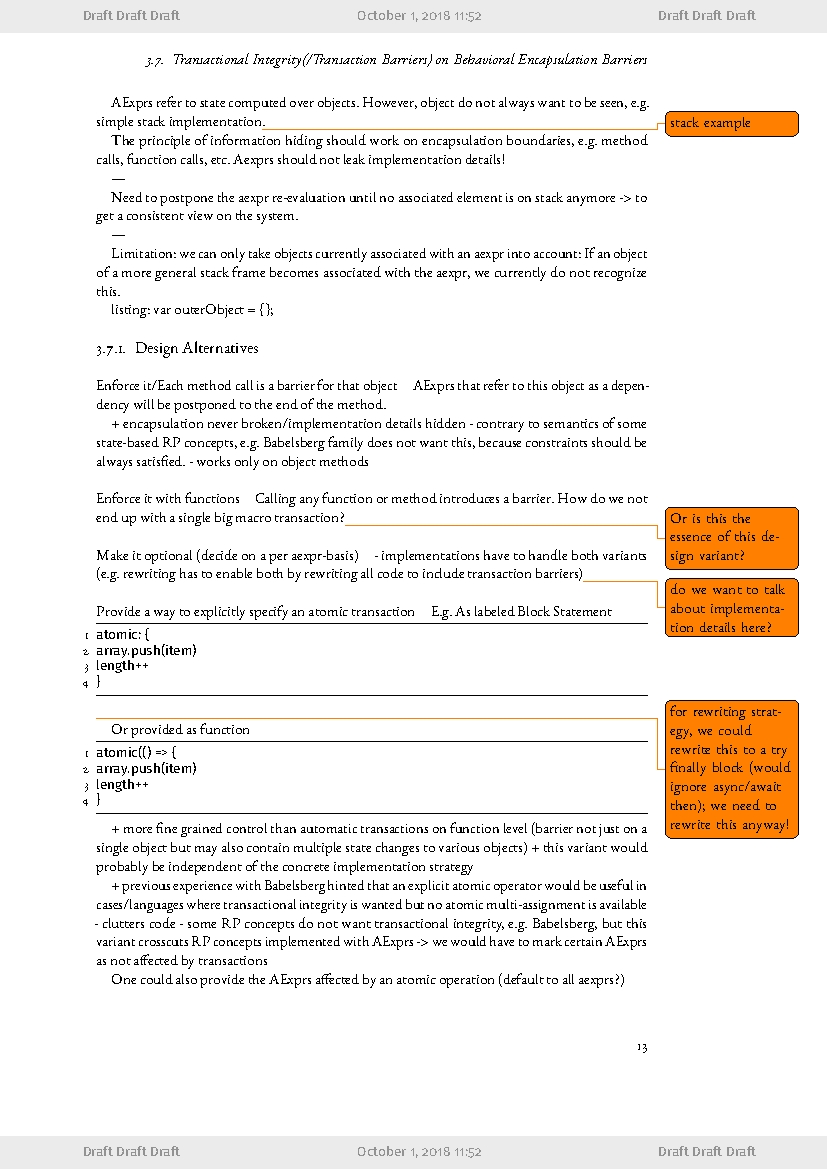 Draft Draft Draft October 1, 2018 11:52 Draft Draft Draft
3.7. Transactional Integrity(/Transaction Barriers) on Behavioral Encapsulation Barriers
AExprs refer to state computed over objects. However, object do not always want to be seen, e.g.
simple stack implementation.
stack example
The principle of information hiding should work on encapsulation boundaries, e.g. method
calls, function calls, etc. Aexprs should not leak implementation details!
—
Need to postpone the aexpr re-evaluation until no associated element is on stack anymore -> to
get a consistent view on the system.
—
Limitation: we can only take objects currently associated with an aexpr into account: If an object
of a more general stack frame becomes associated with the aexpr, we currently do not recognize
this.
listing: var outerObject = {};
3.7.1. Design Alternatives
Enforce it/Each method call is a barrier for that object AExprs that refer to this object as a depen-
dency will be postponed to the end of the method.
+ encapsulation never broken/implementation details hidden - contrary to semantics of some
state-based RP concepts, e.g. Babelsberg family does not want this, because constraints should be
always satisfied. - works only on object methods
Enforce it with functions Calling any function or method introduces a barrier. How do we not
end up with a single big macro transaction?
Or is this the
essence of this de-
sign variant?
Make it optional (decide on a per aexpr-basis) - implementations have to handle both variants
(e.g. rewriting has to enable both by rewriting all code to include transaction barriers)
do we want to talk
about implementa-
tion details here?
Provide a way to explicitly specify an atomic transaction E.g. As labeled Block Statement
1 atomic: {
2 array.push(item)
3 length++
4 }
for rewriting strat-
egy, we could
rewrite this to a try
finally block (would
ignore async/await
then); we need to
rewrite this anyway!
Or provided as function
1 atomic(() => {
2 array.push(item)
3 length++
4 }
+ more fine grained control than automatic transactions on function level (barrier not just on a
single object but may also contain multiple state changes to various objects) + this variant would
probably be independent of the concrete implementation strategy
+ previous experience with Babelsberg hinted that an explicit atomic operator would be useful in
cases/languages where transactional integrity is wanted but no atomic multi-assignment is available
- clutters code - some RP concepts do not want transactional integrity, e.g. Babelsberg, but this
variant crosscuts RP concepts implemented with AExprs -> we would have to mark certain AExprs
as not affected by transactions
One could also provide the AExprs affected by an atomic operation (default to all aexprs?)
13
Draft Draft Draft October 1, 2018 11:52 Draft Draft Draft